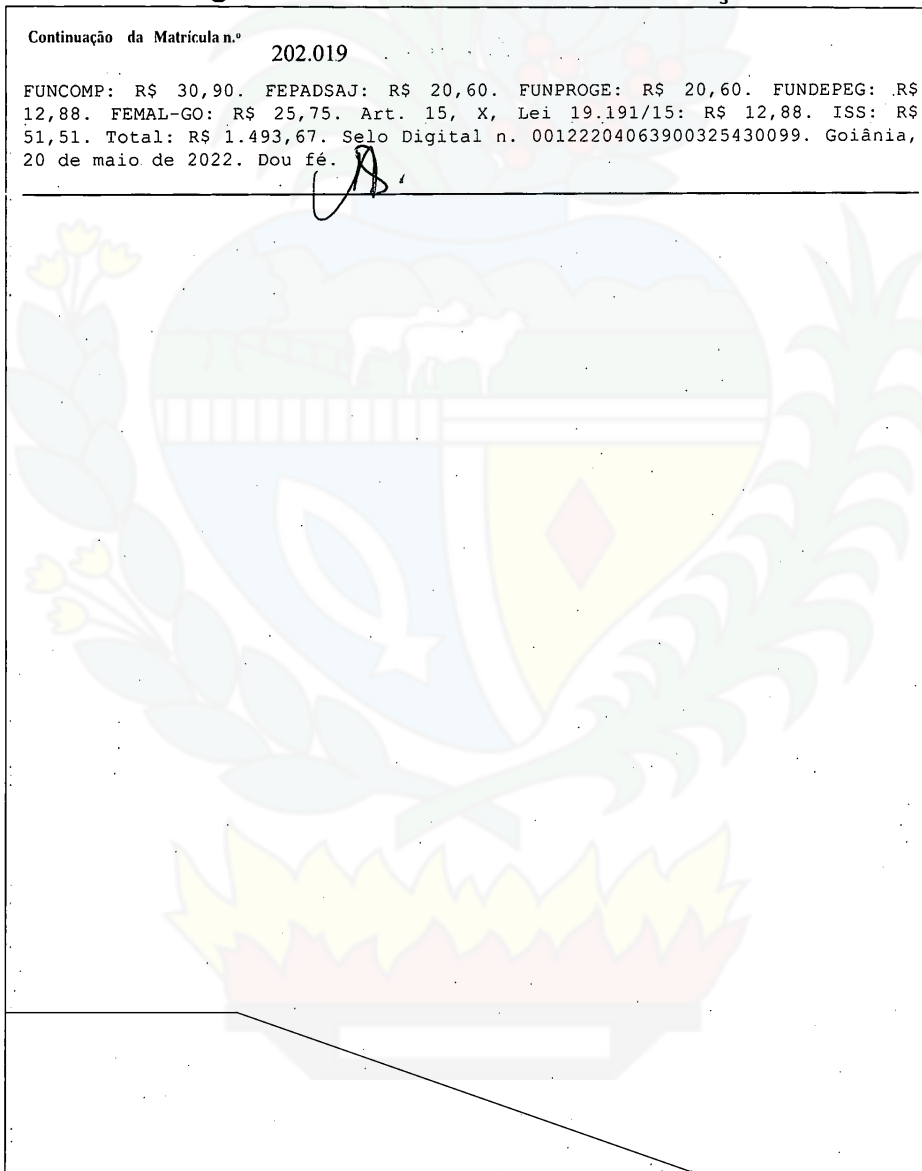 Continuação da Matrícula n.º
202.019
FUNCOMP: R$ 30,90. FEPADSAJ: R$ 20,60. FUNPROGE: R$ 20,60. FUNDEPEG: R$
12,88. FEMAL-GO: R$ 25,75. Art. 15, X, Lei 19.191/15: R$ 12,88. ISS: R$
51,51. Total: R$ 1.493,67. Selo Digital n. 00122204063900325430099. Goiânia,
20 de maio de 2022. Dou fé.